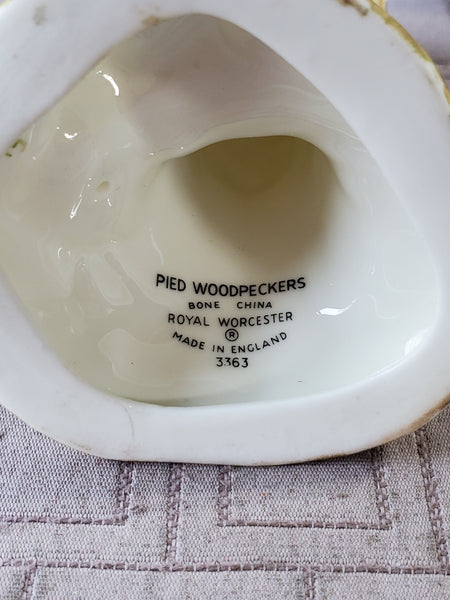 PIED WOODPECKERS
BONE CHINA
ROYAL WORCESTER
®
MADE IN ENGLAND
3363